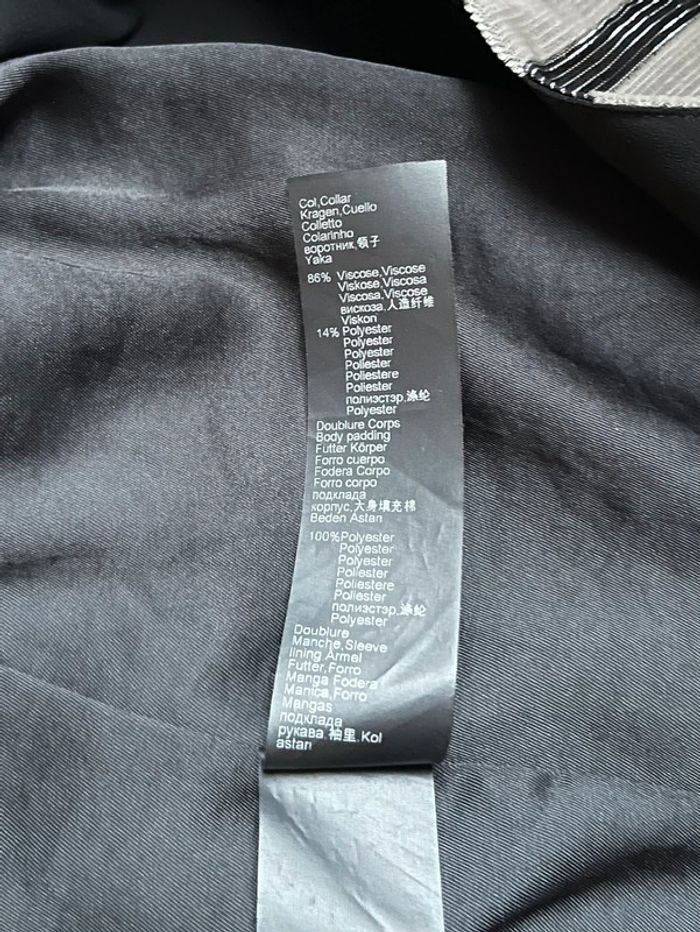 Col,Collar
Kragen,Cuello
Colletto
Colarinho
воротник,领子
Yaka
86% Viscose,Viscose
Viskose,Viscosa
Viscosa,Viscose
вискоза,人造纤维
Viskon
14% Polyester
Polyester
Polyester
Poliester
Poliestere
Poliester
полиэстэр,涤纶
Polyester
Doublure Corps
Body padding
Futter Körper
Forro cuerpo
Fodera Corpo
Forro corpo
подклада
корпус,大身填充棉
Beden Astarı
100%Polyester
Polyester
Polyester
Poliester
Poliestere
Poliester
полиэстэр,涤纶
Polyester
Doublure
Manche,Sleeve
lining Ärmel
Futter,Forro
Manga Fodera
Manica,Forro
Mangas
подклада
рукава,袖里,Kol
astarı